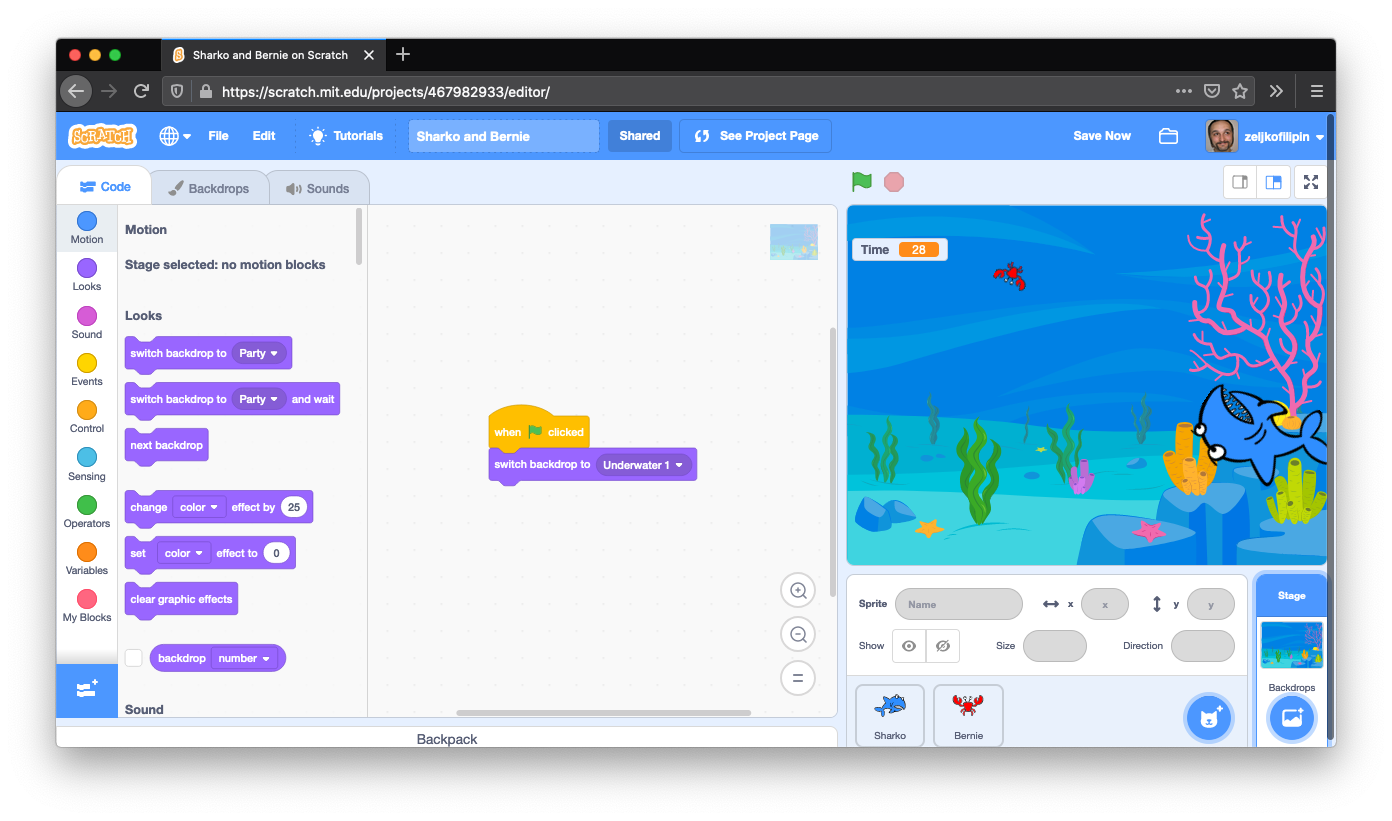 Sharko and Bernie on Scratch
https://scratch.mit.edu/projects/467982933/editor/
SCRATCH File Edit Tutorials Sharko and Bernie Shared See Project Page Save Now zeljkofilipin
Code Backdrops Sounds
Motion
Looks
Sound
Events
Control
Sensing
Operators
Variables
My Blocks
Motion
Stage selected: no motion blocks
Looks
switch backdrop to Party
switch backdrop to Party and wait
next backdrop
change color effect by 25
set color effect to 0
clear graphic effects
backdrop number
Sound
when clicked
switch backdrop to Underwater 1
Backpack
Time 28
Sprite Name x x y y
Show Size Direction
Sharko
Bernie
Stage
Backdrops